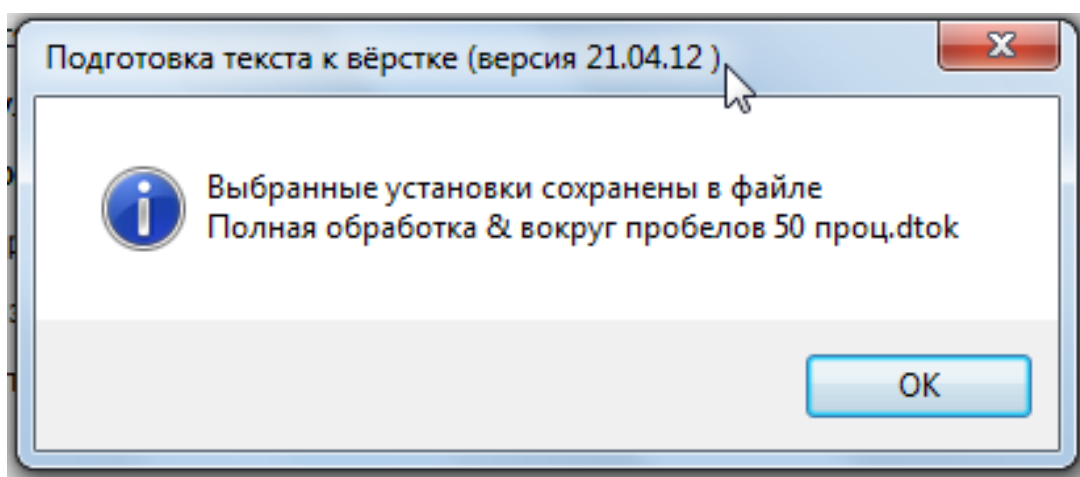 Подготовка текста к вёрстке (версия 21.04.12 )
Выбранные установки сохранены в файле
Полная обработка & вокруг пробелов 50 проц.dtok
OK